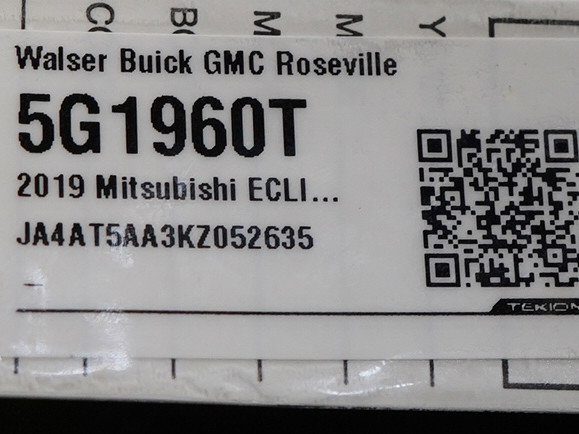 Walser Buick GMC Roseville
5G1960T
2019 Mitsubishi ECLI...
JA4AT5AA3KZ052635
TEKION